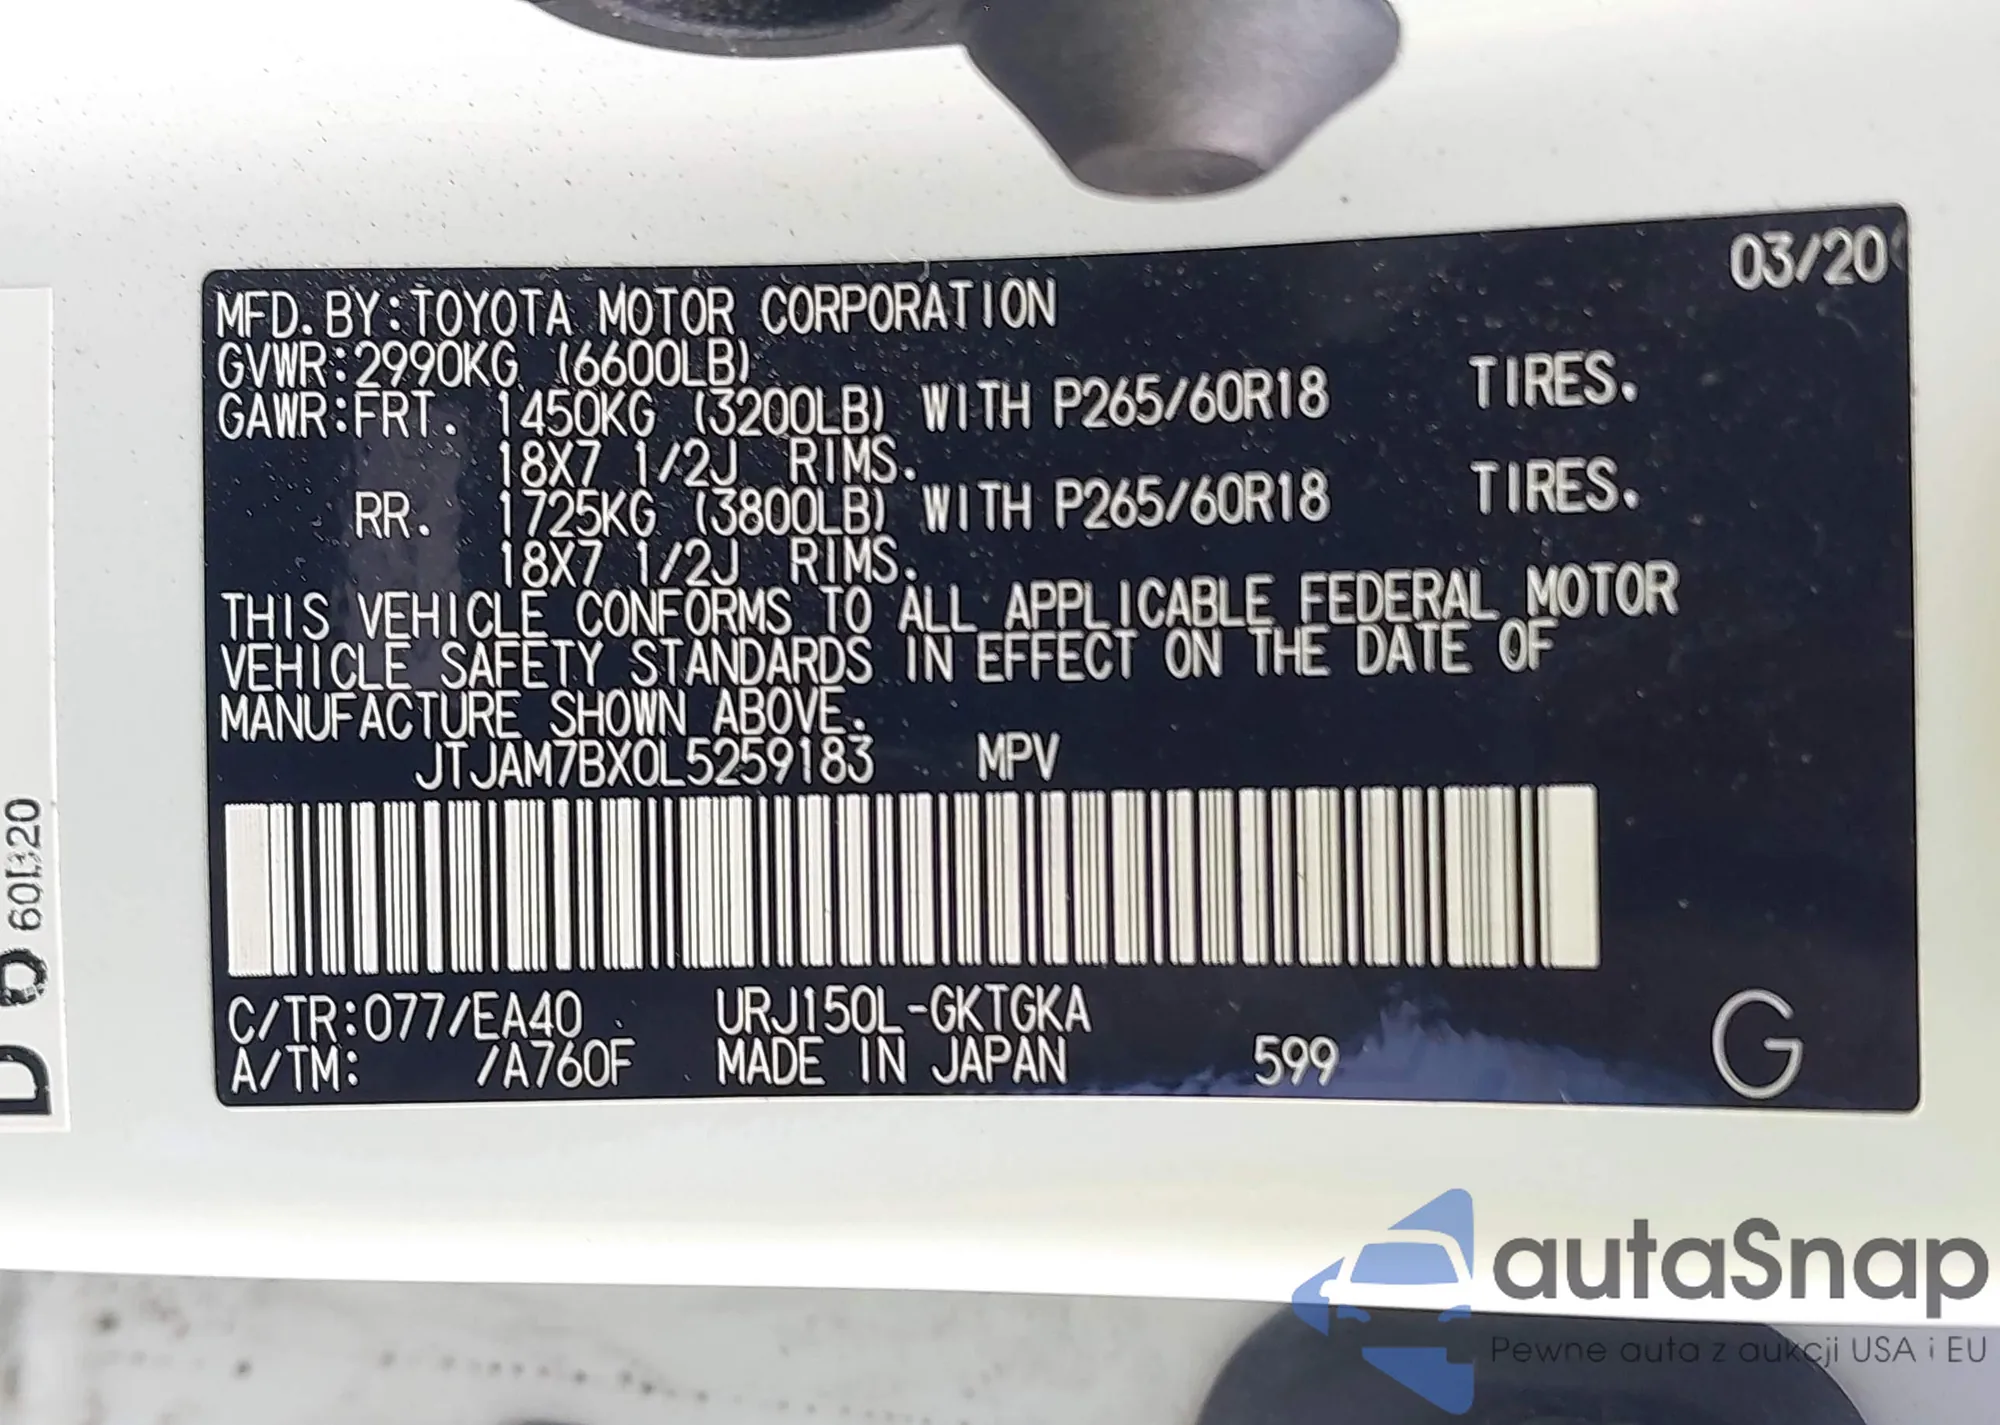 03/20
MFD. BY:TOYOTA MOTOR CORPORATION
GVWR:2990KG (6600LB)
GAWR:FRT. 1450KG (3200LB) WITH P265/60R18 TIRES.
18X7 1/2J RIMS.
RR. 1725KG (3800LB) WITH P265/60R18 TIRES.
18X7 1/2J RIMS.
THIS VEHICLE CONFORMS TO ALL APPLICABLE FEDERAL MOTOR
VEHICLE SAFETY STANDARDS IN EFFECT ON THE DATE OF
MANUFACTURE SHOWN ABOVE.
JTJAM7BX0L5259183 MPV
C/TR:077/EA40 URJ150L-GKTGKA
A/TM: /A760F MADE IN JAPAN 599 G
autaSnap
Pewne auta z aukcji USA i EU